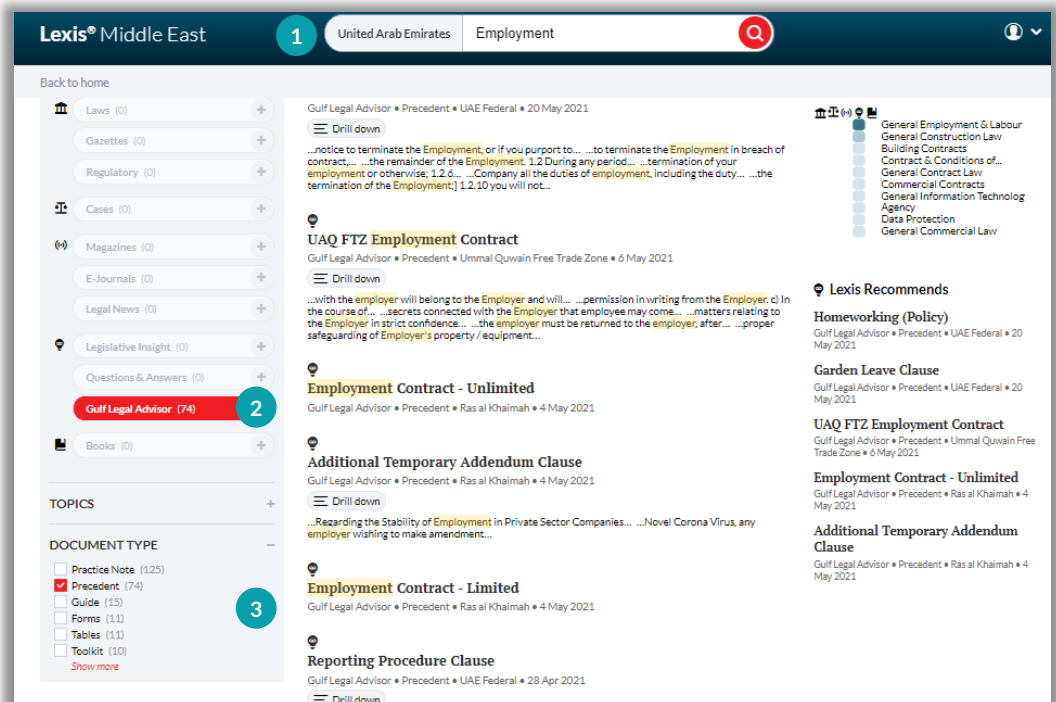 Lexis® Middle East
1
United Arab Emirates
Employment
Back to home
Laws (0)
Gazettes (0)
Regulatory (0)
Cases (0)
Magazines (0)
E-Journals (0)
Legal News (0)
Legislative Insight (0)
Questions & Answers (0)
Gulf Legal Advisor (74)
2
Books (0)
TOPICS
DOCUMENT TYPE
Practice Note (125)
Precedent (74)
Guide (15)
Forms (11)
Tables (11)
Toolkit (10)
Show more
3
Gulf Legal Advisor • Precedent • UAE Federal • 20 May 2021
Drill down
...notice to terminate the Employment, or if you purport to... ...to terminate the Employment in breach of
contract,... ...the remainder of the Employment. 1.2 During any period... ...termination of your
employment or otherwise; 1.2.6... ...Company all the duties of employment, including the duty... ...the
termination of the Employment;] 1.2.10 you will not...
UAQ FTZ Employment Contract
Gulf Legal Advisor • Precedent • Ummal Quwain Free Trade Zone • 6 May 2021
Drill down
...with the employer will belong to the Employer and will... ...permission in writing from the Employer. c) In
the course of... ...secrets connected with the Employer that employee may come... ...matters relating to
the Employer in strict confidence... ...the employer must be returned to the employer, after... ...proper
safeguarding of Employer's property / equipment...
Employment Contract - Unlimited
Gulf Legal Advisor • Precedent • Ras al Khaimah • 4 May 2021
Additional Temporary Addendum Clause
Gulf Legal Advisor • Precedent • Ras al Khaimah • 4 May 2021
Drill down
...Regarding the Stability of Employment in Private Sector Companies... ...Novel Corona Virus, any
employer wishing to make amendment...
Employment Contract - Limited
Gulf Legal Advisor • Precedent • Ras al Khaimah • 4 May 2021
Reporting Procedure Clause
Gulf Legal Advisor • Precedent • UAE Federal • 28 Apr 2021
Drill down
General Employment & Labour
General Construction Law
Building Contracts
Contract & Conditions of...
General Contract Law
Commercial Contracts
General Information Technolog
Agency
Data Protection
General Commercial Law
Lexis Recommends
Homeworking (Policy)
Gulf Legal Advisor • Precedent • UAE Federal • 20
May 2021
Garden Leave Clause
Gulf Legal Advisor • Precedent • UAE Federal • 20
May 2021
UAQ FTZ Employment Contract
Gulf Legal Advisor • Precedent • Ummal Quwain Free
Trade Zone • 6 May 2021
Employment Contract - Unlimited
Gulf Legal Advisor • Precedent • Ras al Khaimah • 4
May 2021
Additional Temporary Addendum
Clause
Gulf Legal Advisor • Precedent • Ras al Khaimah • 4
May 2021